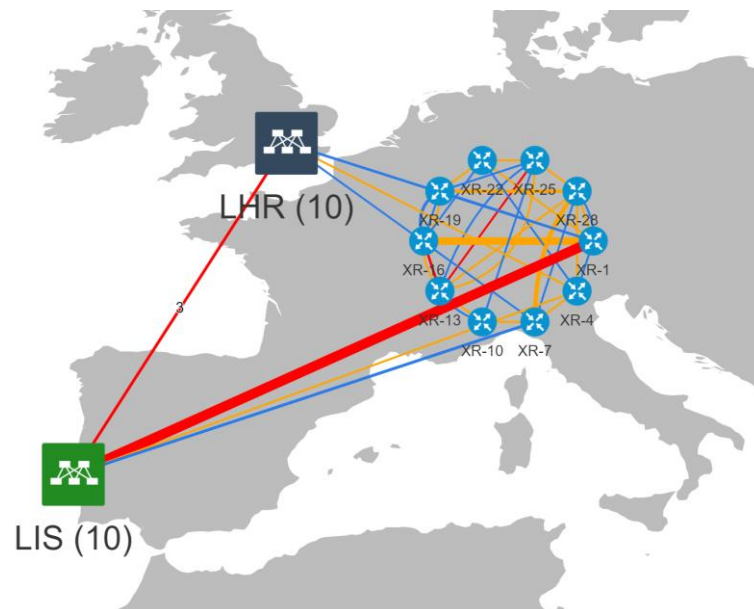 LHR (10)
XR-22
XR-25
XR-19
XR-28
XR-16
XR-1
3
XR-13
XR-4
XR-10
XR-7
LIS (10)